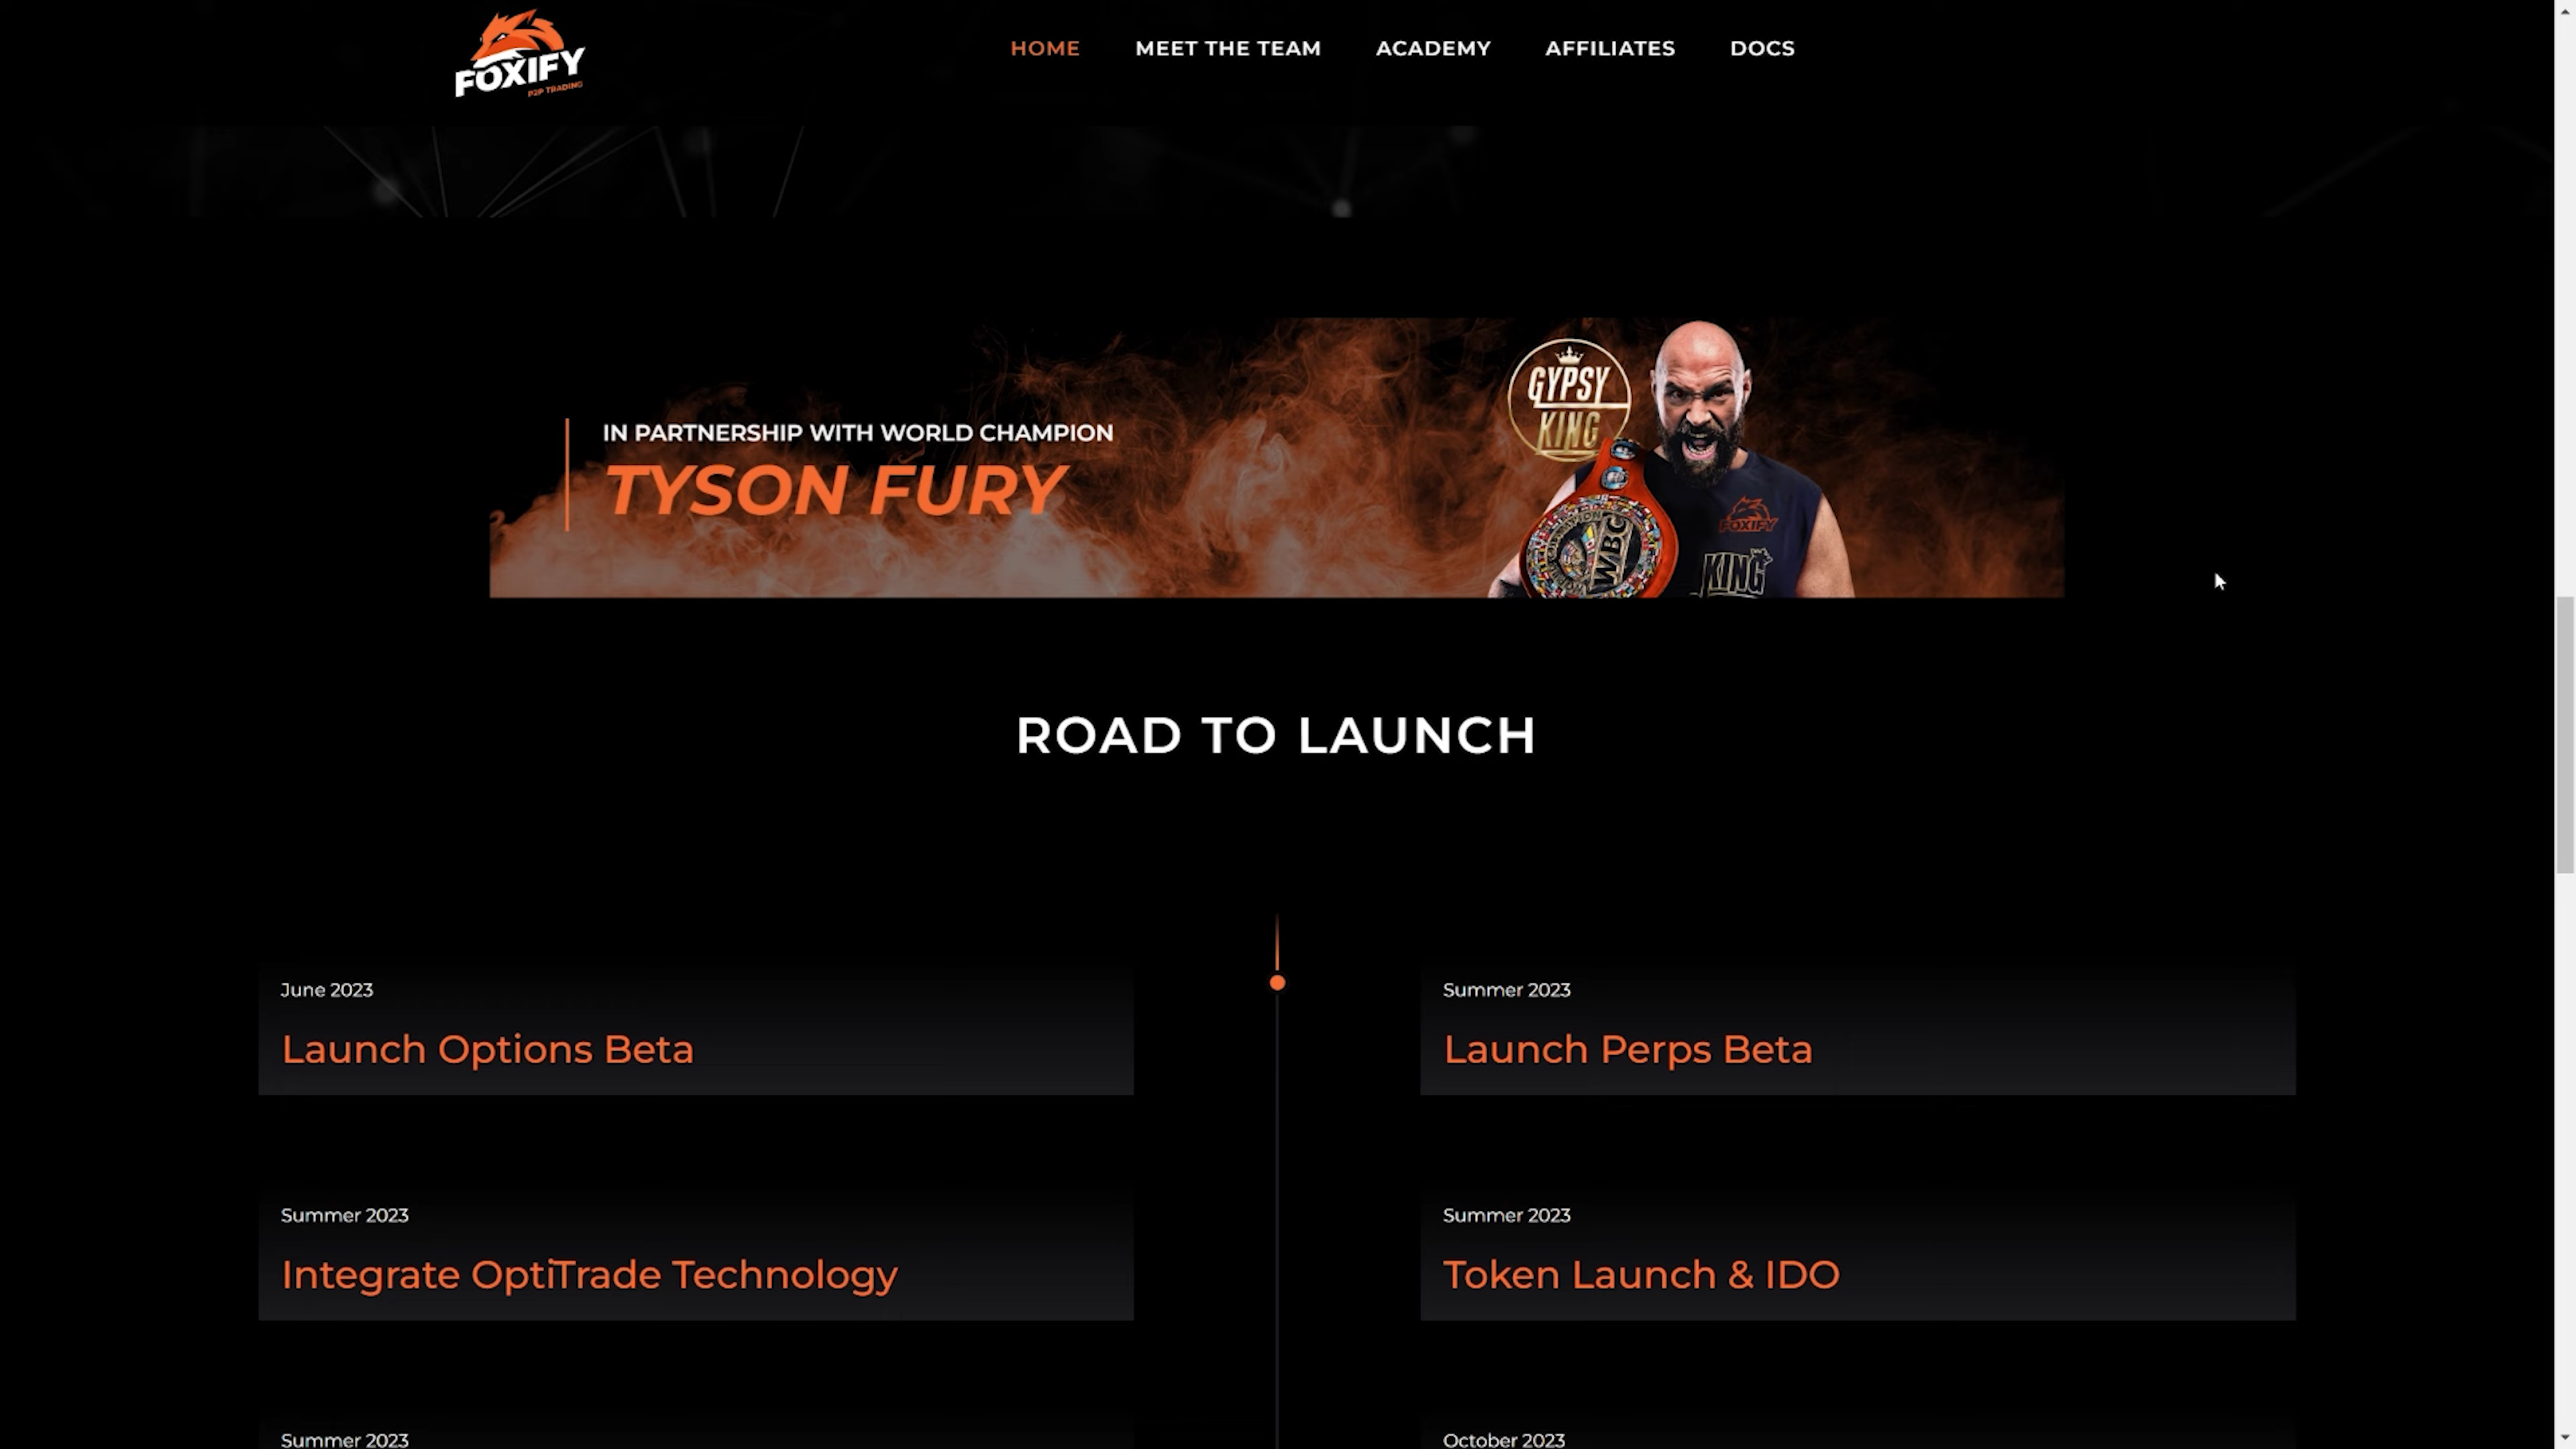 FOXIFY
P2P TRADING
HOME
MEET THE TEAM
ACADEMY
AFFILIATES
DOCS
IN PARTNERSHIP WITH WORLD CHAMPION
TYSON FURY
GYPSY
KING
WBC
FOXIFY
KING
ROAD TO LAUNCH
June 2023
Launch Options Beta
Summer 2023
Launch Perps Beta
Summer 2023
Integrate OptiTrade Technology
Summer 2023
Token Launch & IDO
Summer 2023
October 2023